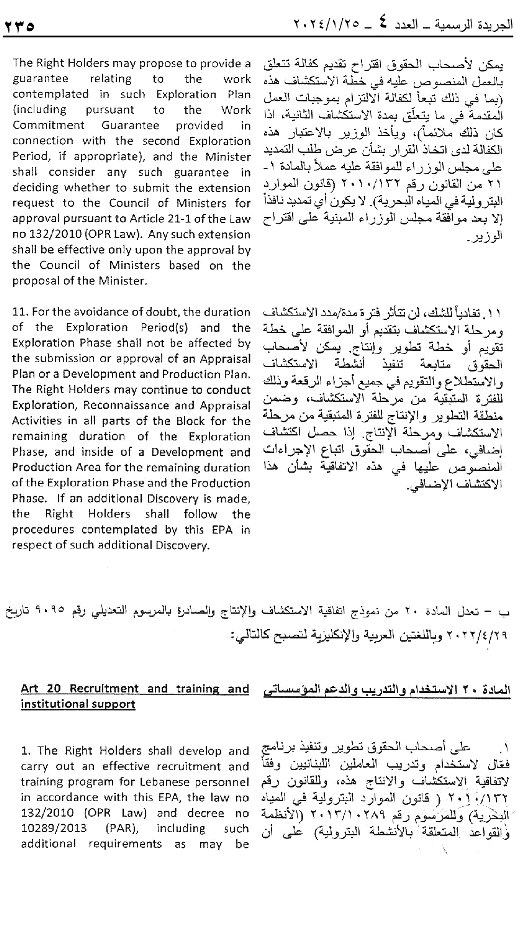 الجريدة الرسمية – العدد ٤ – ٢٠٢٤/١/٢٥
٢٣٥
The Right Holders may propose to provide a
guarantee relating to the work
contemplated in such Exploration Plan
(including pursuant to the Work
Commitment Guarantee provided in
connection with the second Exploration
Period, if appropriate), and the Minister
shall consider any such guarantee in
deciding whether to submit the extension
request to the Council of Ministers for
approval pursuant to Article 21-1 of the Law
no 132/2010 (OPR Law). Any such extension
shall be effective only upon the approval by
the Council of Ministers based on the
proposal of the Minister.
يمكن لأصحاب الحقوق اقتراح تقديم كفالة تتعلق
بالعمل المنصوص عليه في خطة الاستكشاف هذه
(بما في ذلك تبعاً لكفالة الالتزام بموجبات العمل
المقدمة في ما يتعلق بمدة الاستكشاف الثانية، اذا
كان ذلك ملائماً)، ويأخذ الوزير بالاعتبار هذه
الكفالة لدى اتخاذ القرار بشأن عرض طلب التمديد
على مجلس الوزراء للموافقة عليه عملاً بالمادة ١-
٢١ من القانون رقم ٢٠١٠/١٣٢ (قانون الموارد
البترولية في المياه البحرية). لا يكون أي تمديد نافذاً
إلا بعد موافقة مجلس الوزراء المبنية على اقتراح
الوزير.
11. For the avoidance of doubt, the duration
of the Exploration Period(s) and the
Exploration Phase shall not be affected by
the submission or approval of an Appraisal
Plan or a Development and Production Plan.
The Right Holders may continue to conduct
Exploration, Reconnaissance and Appraisal
Activities in all parts of the Block for the
remaining duration of the Exploration
Phase, and inside of a Development and
Production Area for the remaining duration
of the Exploration Phase and the Production
Phase. If an additional Discovery is made,
the Right Holders shall follow the
procedures contemplated by this EPA in
respect of such additional Discovery.
١١. تفادياً للشك، لن تتأثر فترة مدة/مدد الاستكشاف
ومرحلة الاستكشاف بتقديم أو الموافقة على خطة
تقويم أو خطة تطوير وإنتاج. يمكن لأصحاب
الحقوق متابعة تنفيذ أنشطة الاستكشاف
والاستطلاع والتقويم في جميع أجزاء الرقعة وذلك
للفترة المتبقية من مرحلة الاستكشاف، وضمن
منطقة التطوير والإنتاج للفترة المتبقية من مرحلة
الاستكشاف ومرحلة الإنتاج. إذا حصل اكتشاف
إضافي، على أصحاب الحقوق اتباع الإجراءات
المنصوص عليها في هذه الاتفاقية بشأن هذا
الاكتشاف الإضافي.
ب – تعدل المادة ٢٠ من نموذج اتفاقية الاستكشاف والإنتاج والصادرة بالمرسوم التعديلي رقم ٩٠٩٥ تاريخ
٢٠٢٢/٤/٢٩ وباللغتين العربية والإنكليزية لتصبح كالتالي:
Art 20 Recruitment and training and
institutional support
المادة ٢٠ الاستخدام والتدريب والدعم المؤسساتي
1. The Right Holders shall develop and
carry out an effective recruitment and
training program for Lebanese personnel
in accordance with this EPA, the law no
132/2010 (OPR Law) and decree no
10289/2013 (PAR), including such
additional requirements as may be
١. على أصحاب الحقوق تطوير وتنفيذ برنامج
فعّال لاستخدام وتدريب العاملين اللبنانيين وفقاً
لاتفاقية الاستكشاف والانتاج هذه، وللقانون رقم
٢٠١٠/١٣٢ ( قانون الموارد البترولية في المياه
البحرية) وللمرسوم رقم ٢٠١٣/١٠٢٨٩ (الأنظمة
والقواعد المتعلقة بالأنشطة البترولية) على أن